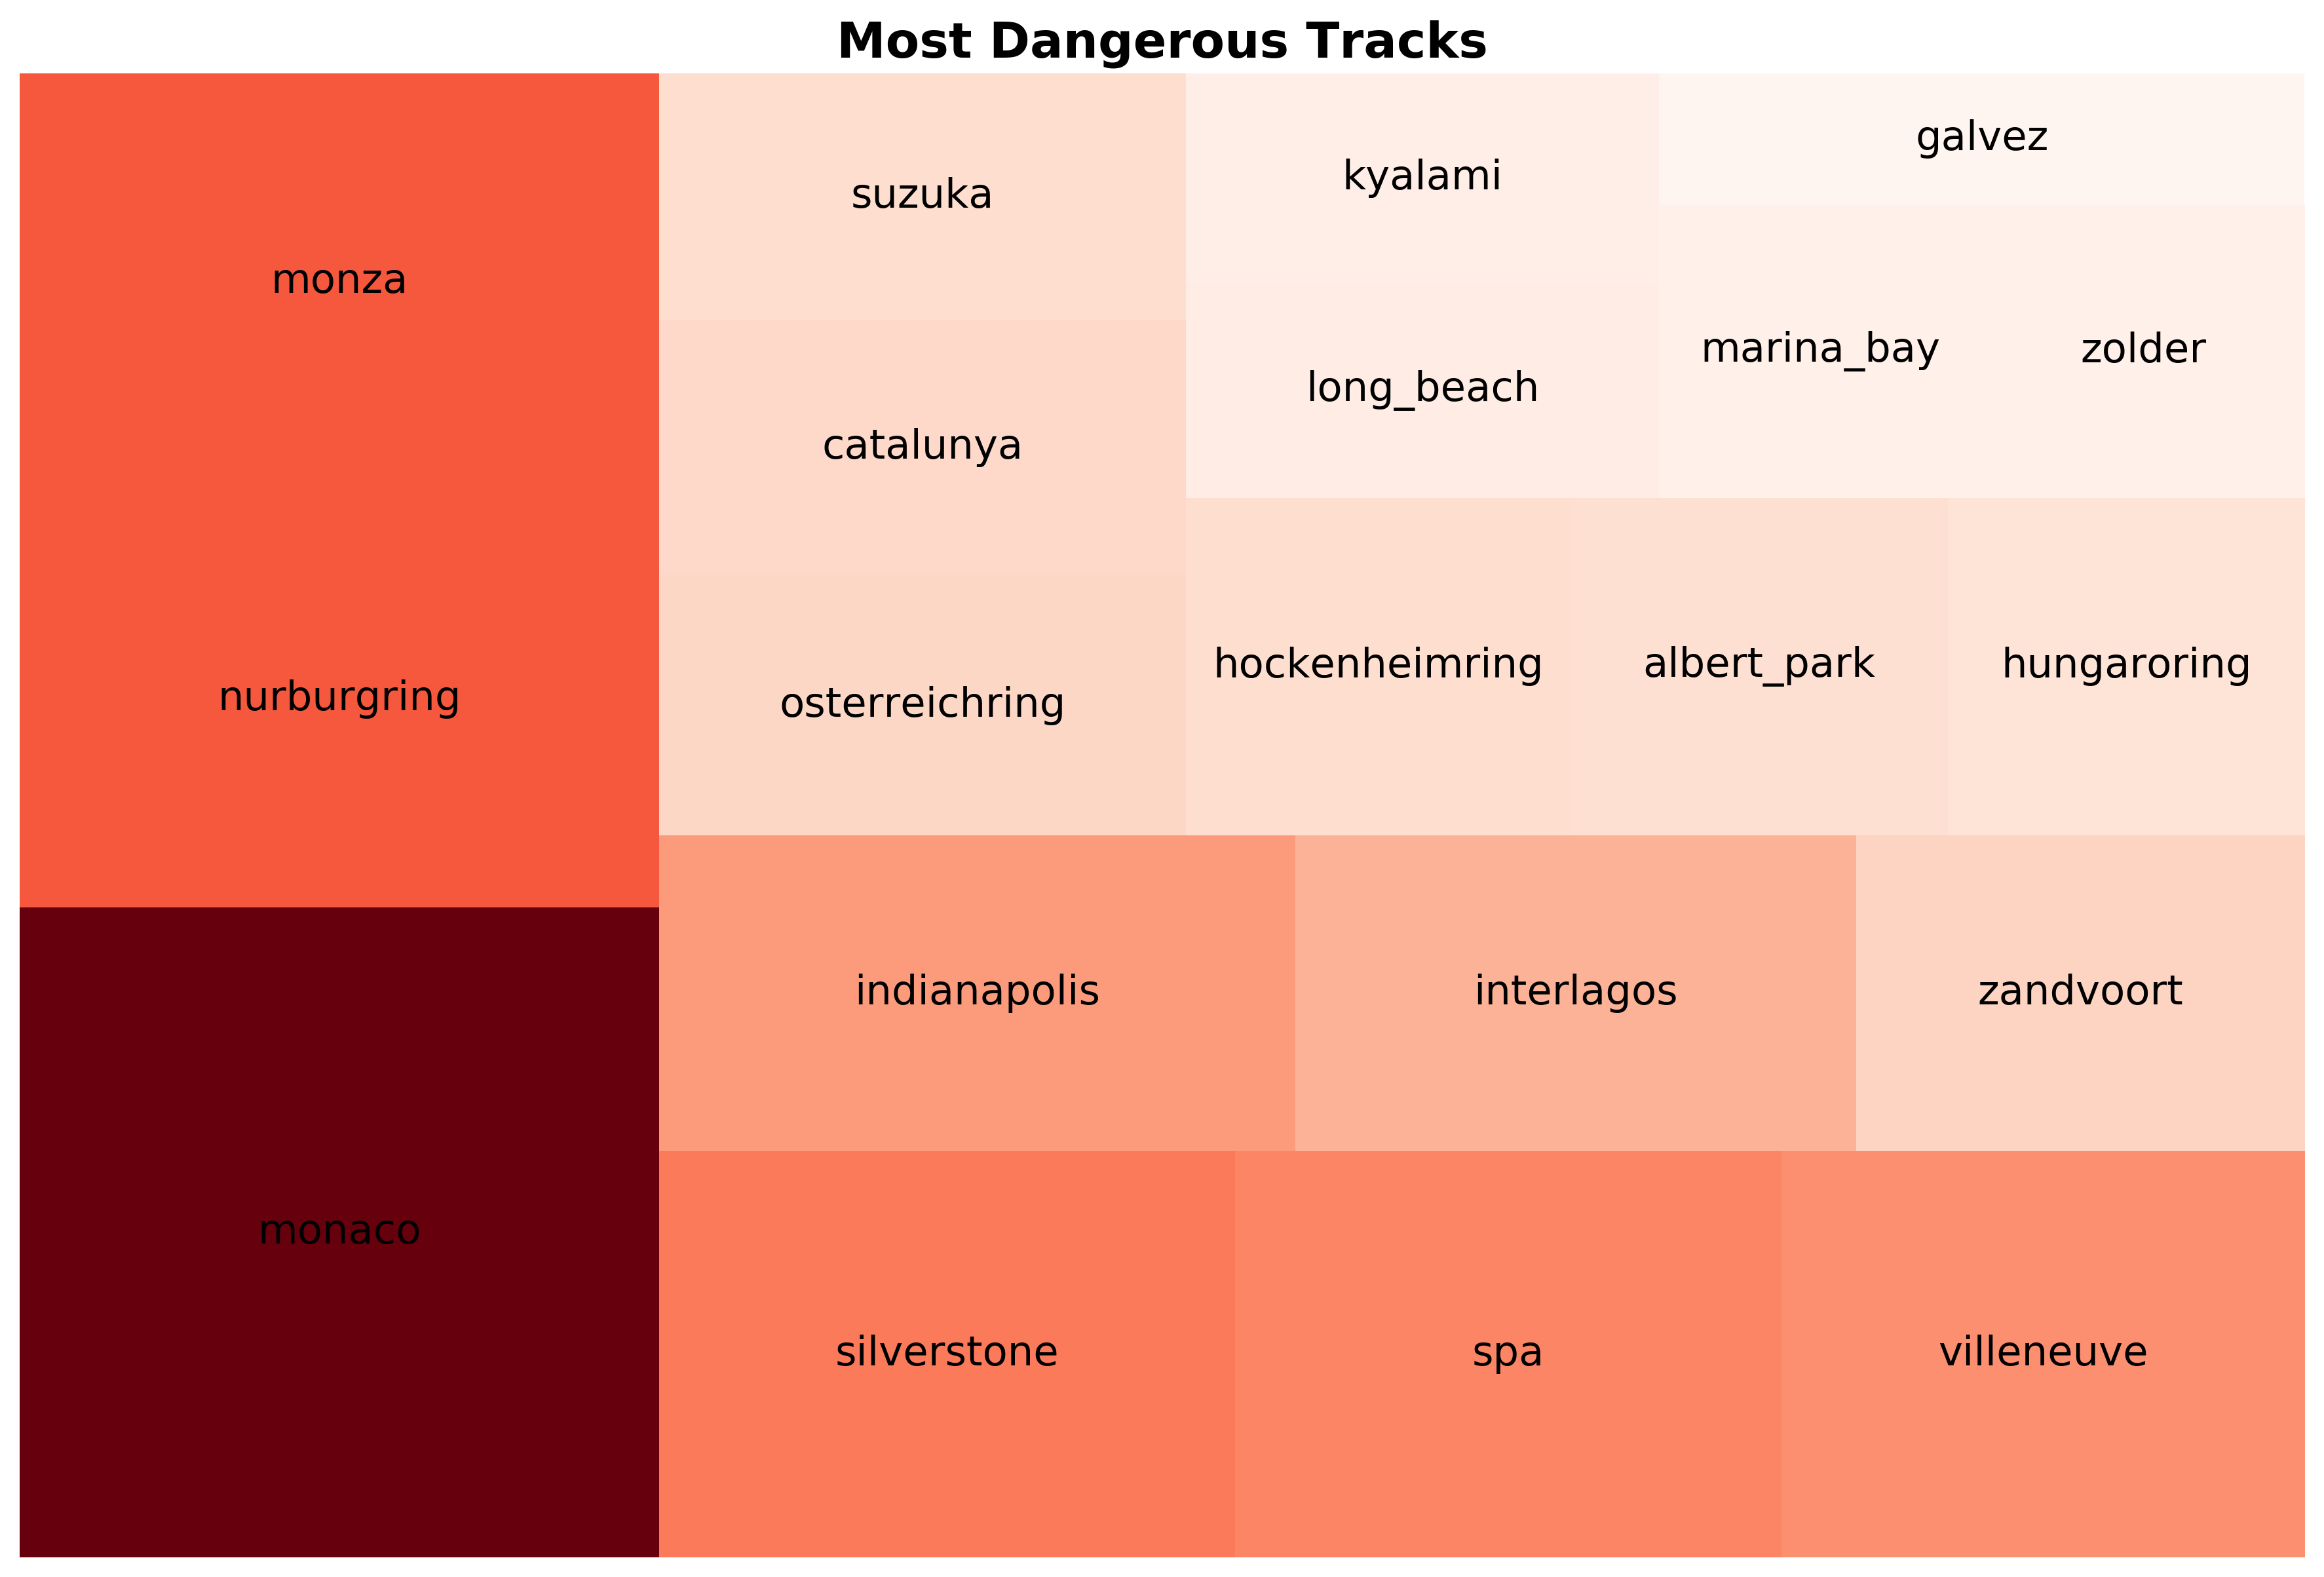 Most Dangerous Tracks
galvez
kyalami
suzuka
monza
marina_bay
zolder
long_beach
catalunya
hockenheimring
albert_park
hungaroring
nurburgring
osterreichring
indianapolis
interlagos
zandvoort
monaco
silverstone
spa
villeneuve